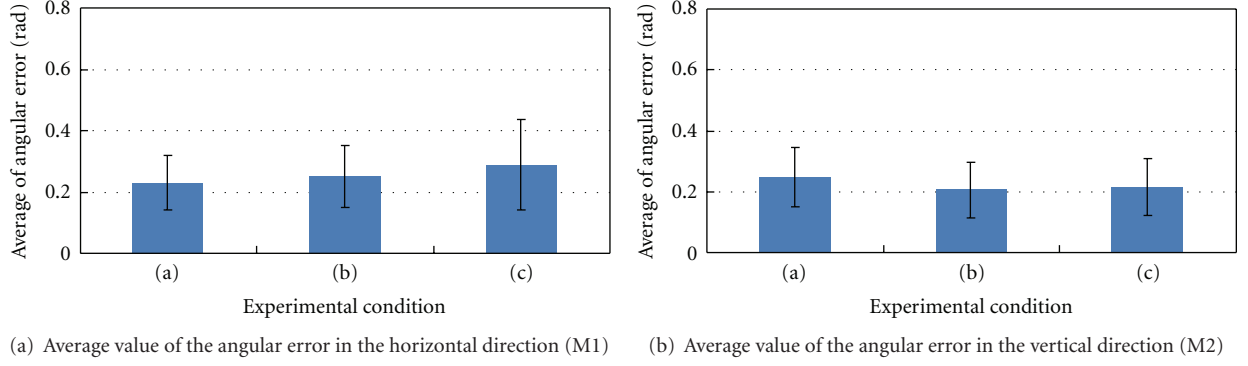 Average of angular error (rad)
0.8
0.6
0.4
0.2
0
(a) (b) (c)
Experimental condition
(a) Average value of the angular error in the horizontal direction (M1)
Average of angular error (rad)
0.8
0.6
0.4
0.2
0
(a) (b) (c)
Experimental condition
(b) Average value of the angular error in the vertical direction (M2)